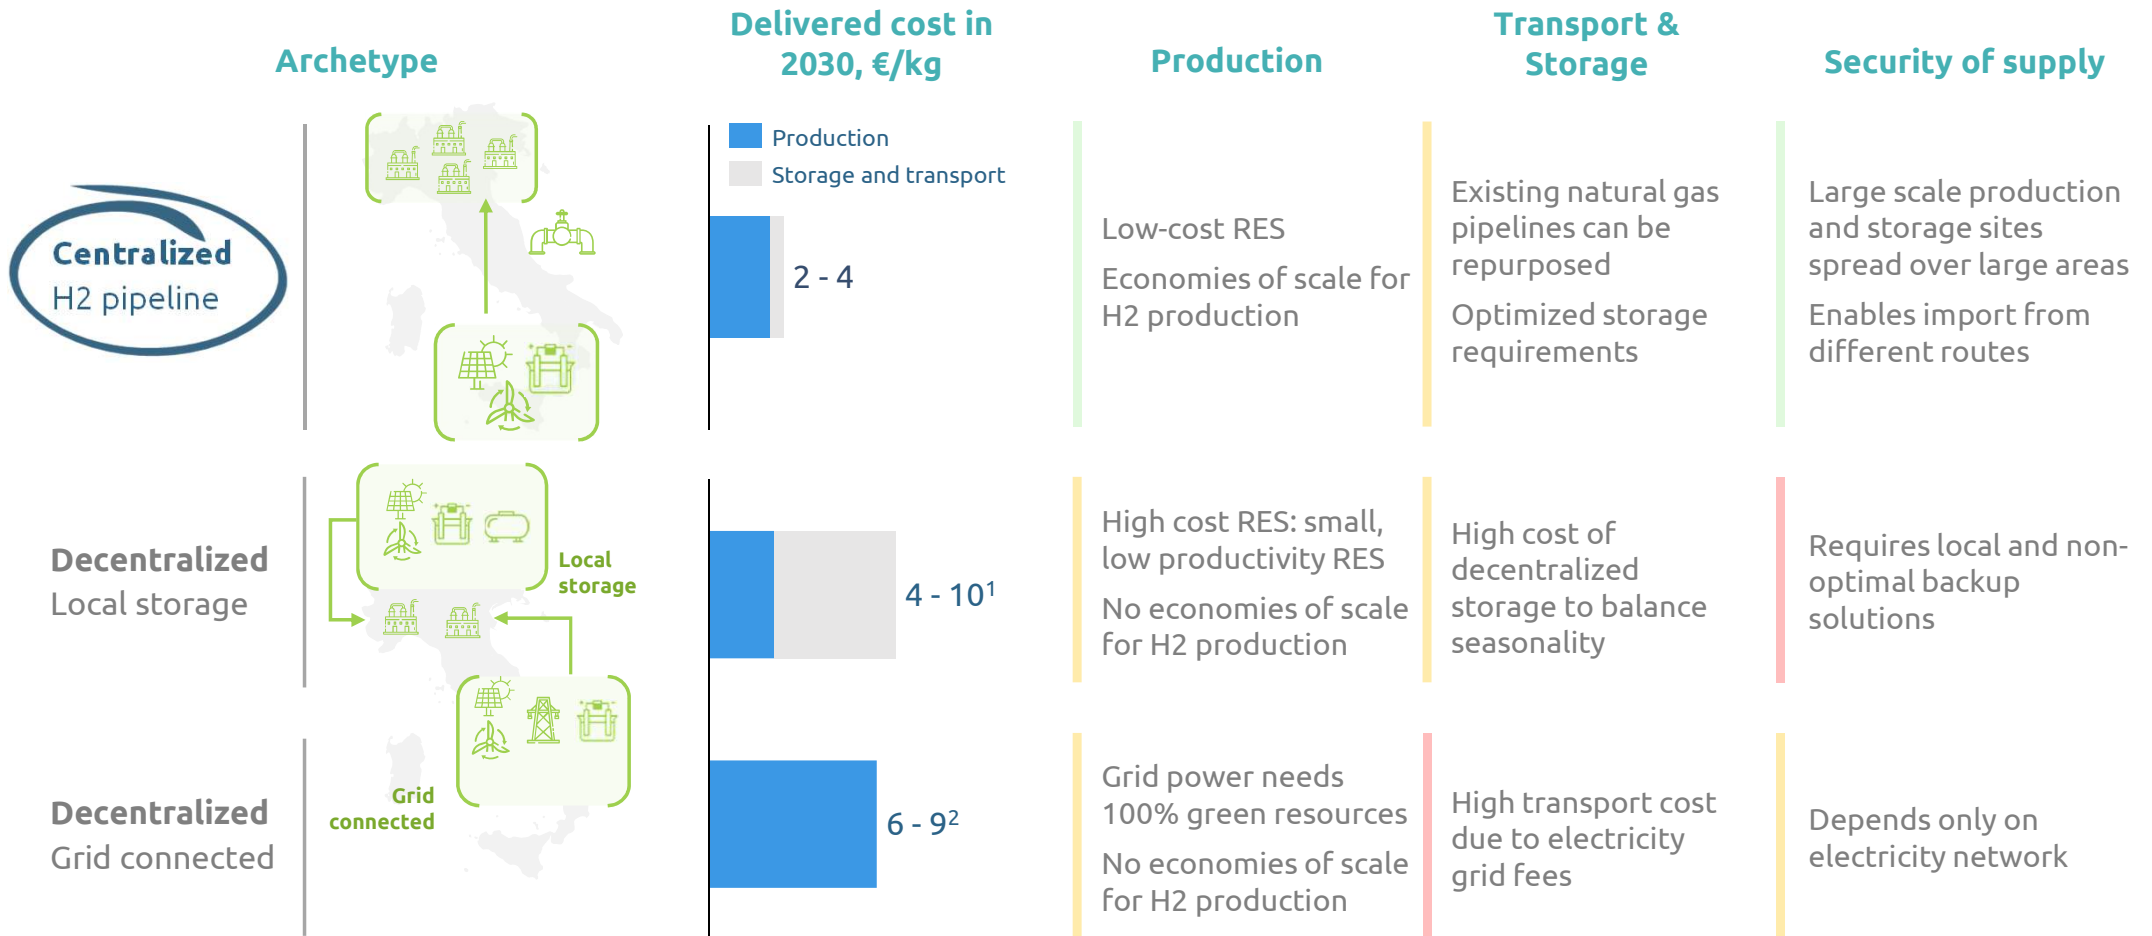 Archetype
Delivered cost in
2030, €/kg
Production
Transport &
Storage
Security of supply
Centralized
H2 pipeline
Production
Storage and transport
2 - 4
Low-cost RES
Economies of scale for
H2 production
Existing natural gas
pipelines can be
repurposed
Optimized storage
requirements
Large scale production
and storage sites
spread over large areas
Enables import from
different routes
Decentralized
Local storage
Local
storage
4 - 10¹
High cost RES: small,
low productivity RES
No economies of scale
for H2 production
High cost of
decentralized
storage to balance
seasonality
Requires local and non-
optimal backup
solutions
Decentralized
Grid connected
Grid
connected
6 - 9²
Grid power needs
100% green resources
No economies of scale
for H2 production
High transport cost
due to electricity
grid fees
Depends only on
electricity network